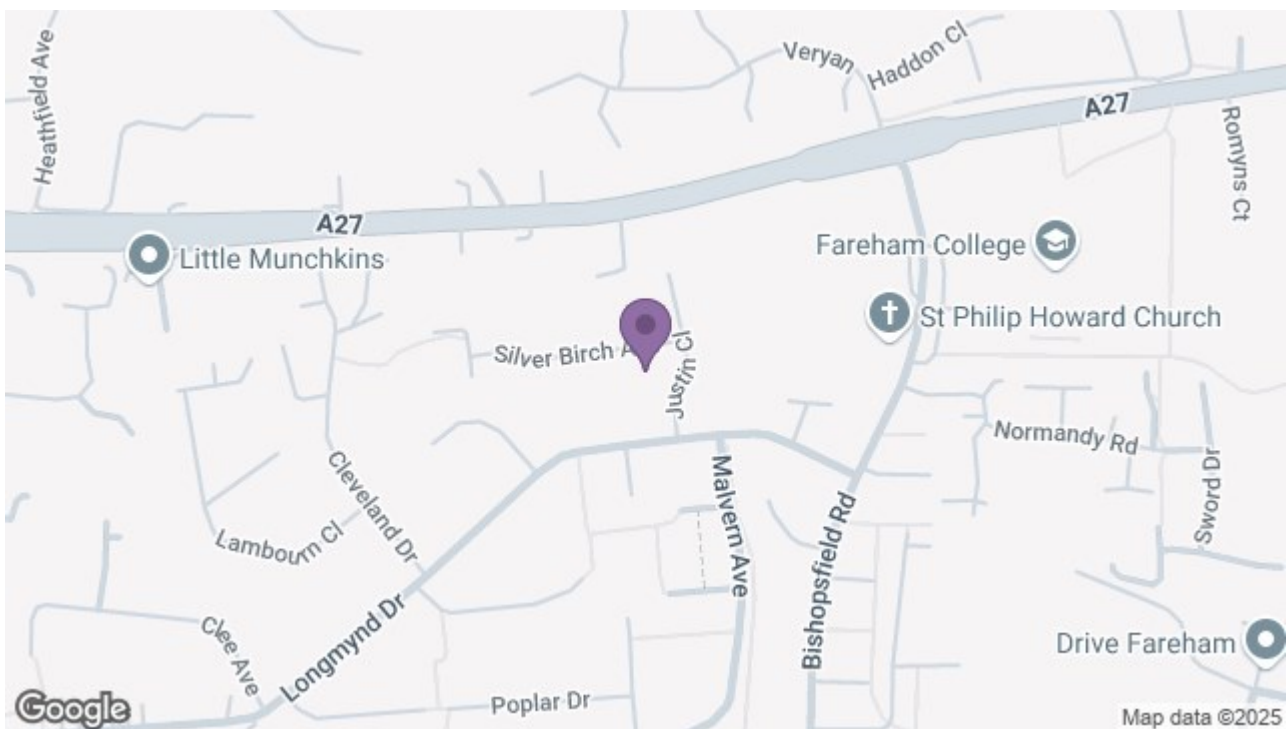 Veryan
Haddon Cl
Heathfield Ave
A27
Romyns Ct
A27
Little Munchkins
Fareham College
St Philip Howard Church
Silver Birch A
Justin Cl
Normandy Rd
Cleveland Dr
Malvern Ave
Sword Dr
Lambourn Cl
Bishopsfield Rd
Clee Ave
Longmynd Dr
Drive Fareham
Poplar Dr
Google
Map data ©2025